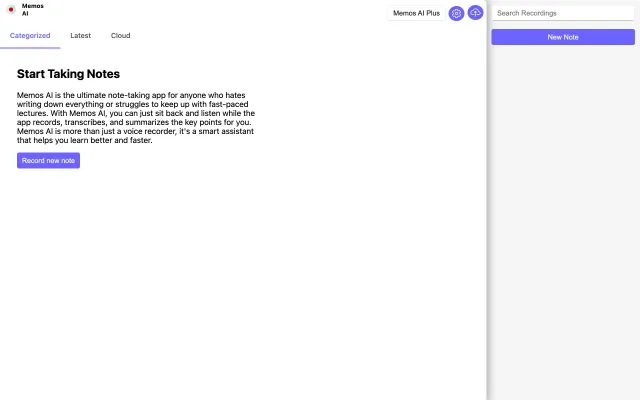 Memos
AI
Memos AI Plus
Categorized
Latest
Cloud
Start Taking Notes
Memos AI is the ultimate note-taking app for anyone who hates
writing down everything or struggles to keep up with fast-paced
lectures. With Memos AI, you can just sit back and listen while the
app records, transcribes, and summarizes the key points for you.
Memos AI is more than just a voice recorder, it's a smart assistant
that helps you learn better and faster.
Record new note
Search Recordings
New Note